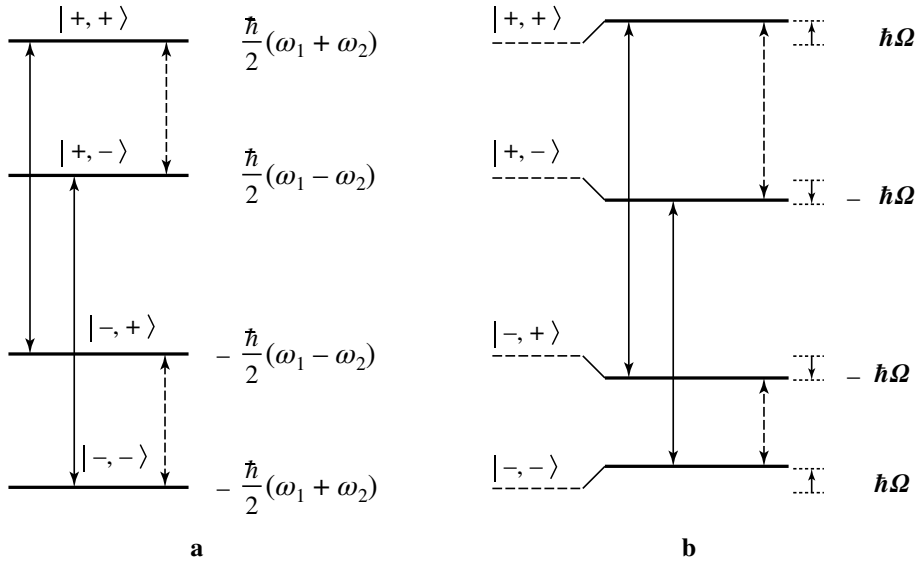 | +, + ⟩
ℏ/2 (ω₁ + ω₂)
| +, – ⟩
ℏ/2 (ω₁ – ω₂)
| –, + ⟩
– ℏ/2 (ω₁ – ω₂)
| –, – ⟩
– ℏ/2 (ω₁ + ω₂)
a
| +, + ⟩
ℏΩ
| +, – ⟩
– ℏΩ
| –, + ⟩
– ℏΩ
| –, – ⟩
ℏΩ
b